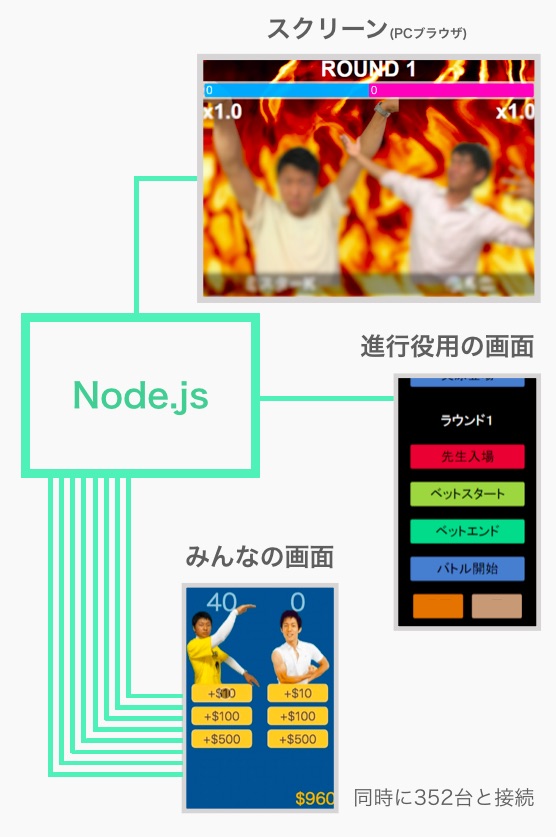 スクリーン(PCブラウザ)
ROUND 1
0 0
x1.0 x1.0
Node.js
進行役用の画面
ラウンド1
先生入場
ベットスタート
ベットエンド
バトル開始
みんなの画面
40 0
+$10
+$100 +$100
+$500 +$500
$960
同時に352台と接続